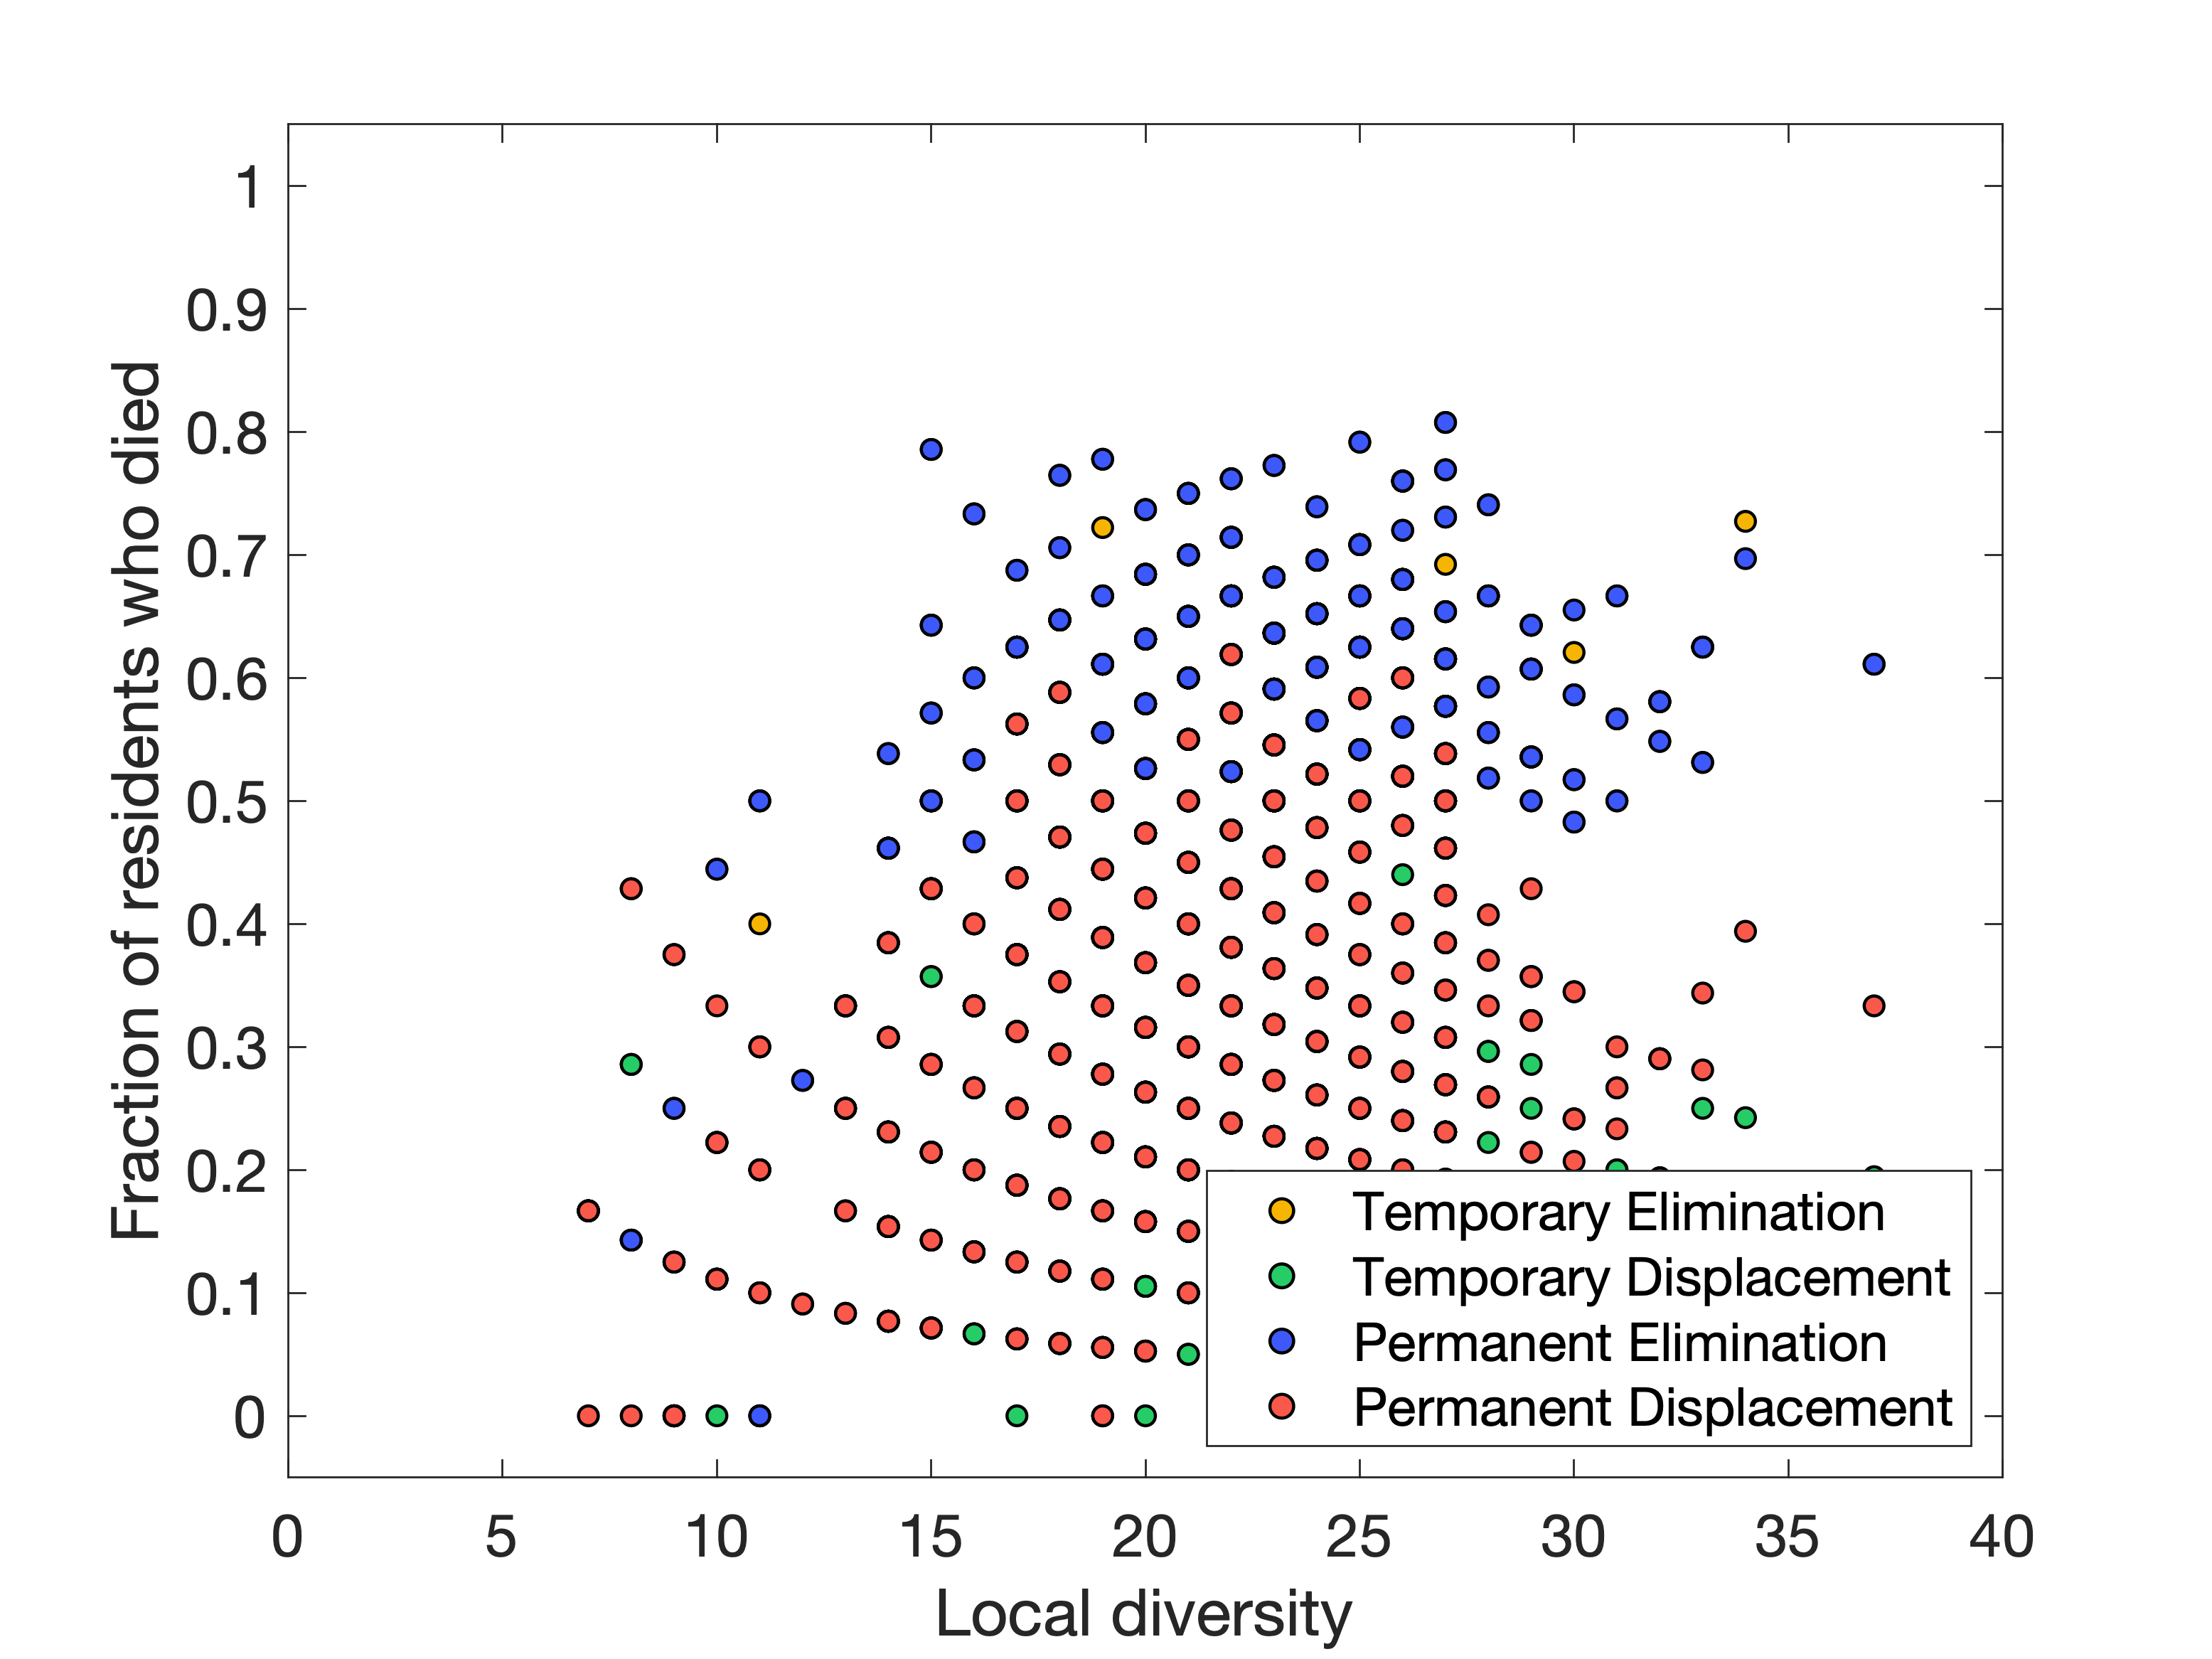 Fraction of residents who died
1
0.9
0.8
0.7
0.6
0.5
0.4
0.3
0.2
0.1
0
Temporary Elimination
Temporary Displacement
Permanent Elimination
Permanent Displacement
0 5 10 15 20 25 30 35 40
Local diversity